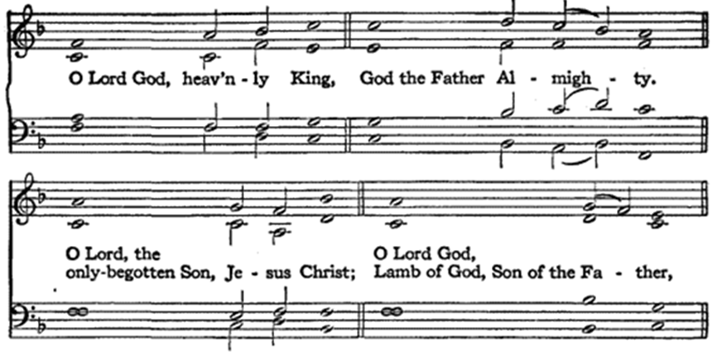 O Lord God, heav'n - ly King, God the Father Al - migh - ty.
O Lord, the O Lord God,
only-begotten Son, Je - sus Christ; Lamb of God, Son of the Fa - ther,